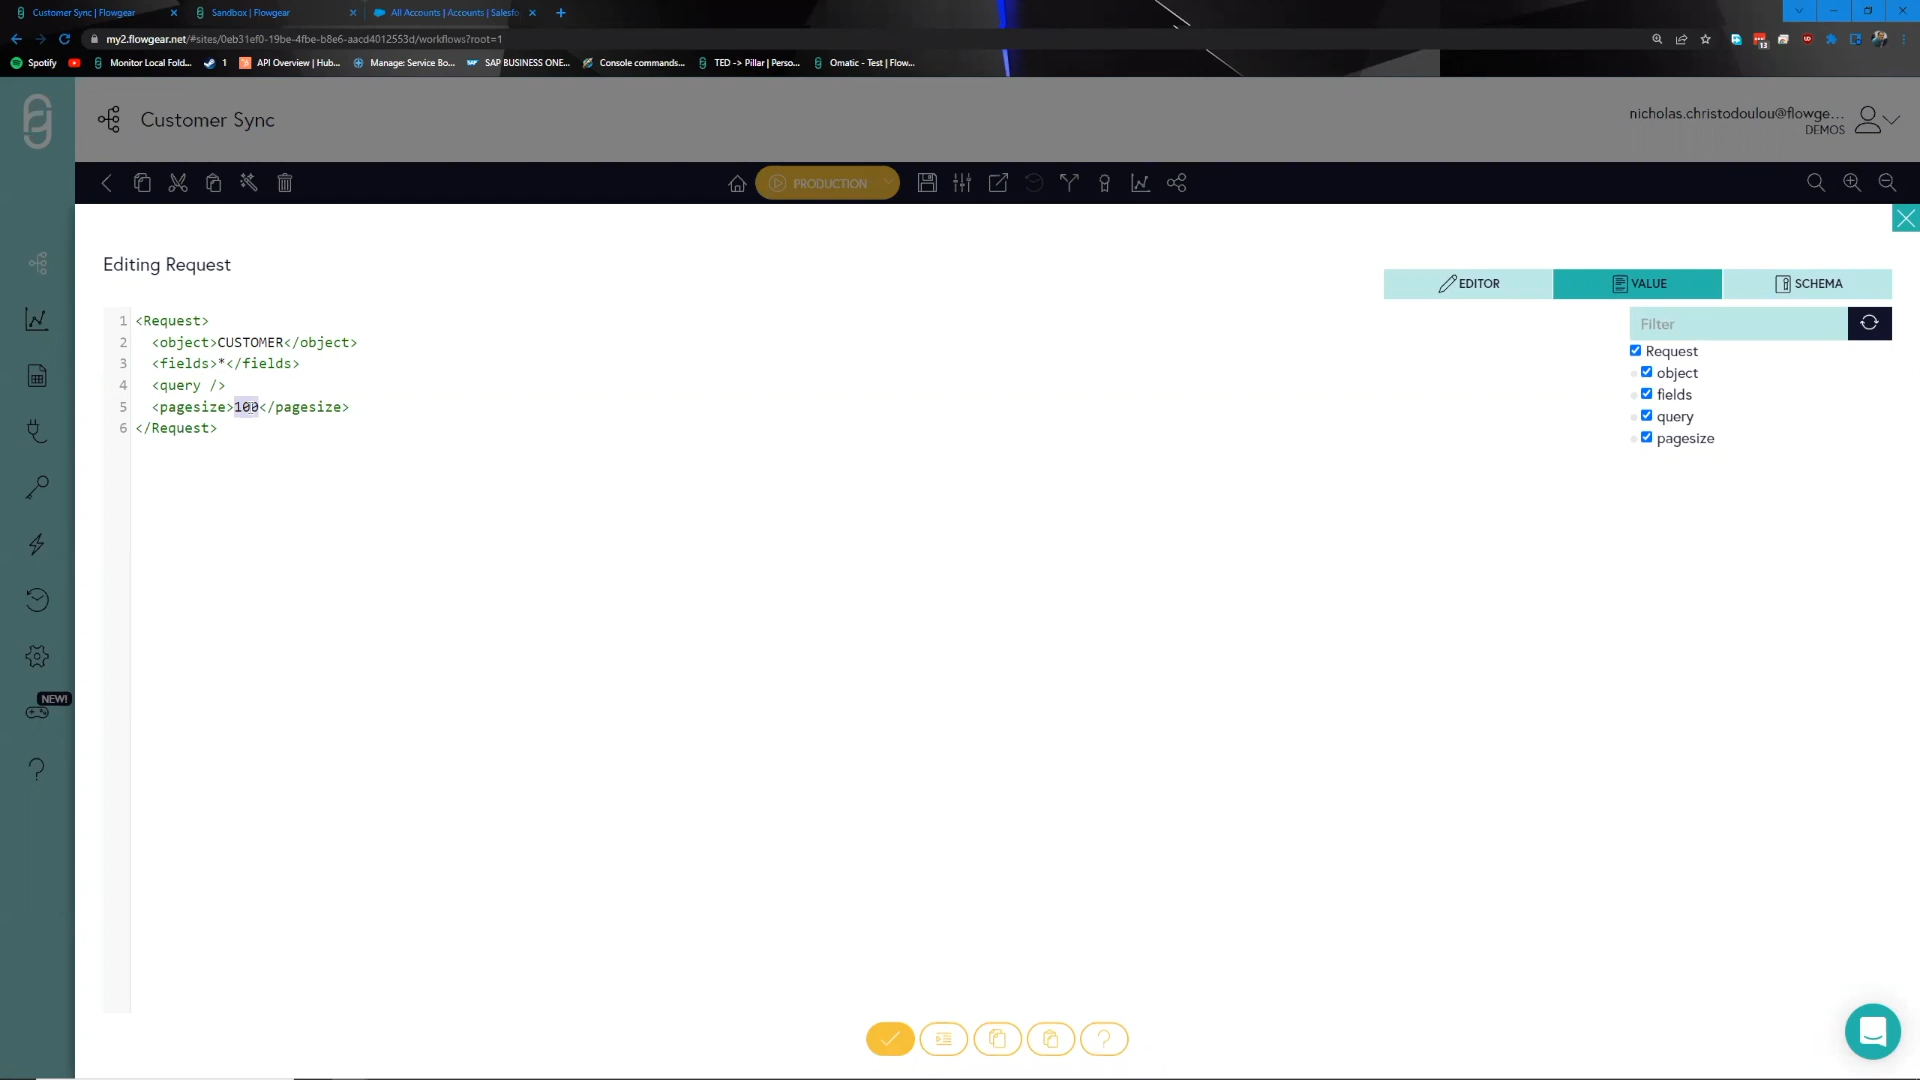 Customer Sync | Flowgear
Sandbox | Flowgear
All Accounts | Accounts | Salesfo
my2.flowgear.net/#sites/0eb31ef0-19be-4fbe-b8e6-aacd4012553d/workflows?root=1
13
Spotify
Monitor Local Fold...
1
API Overview | Hub...
Manage: Service Bo...
SAP BUSINESS ONE...
Console commands...
TED -> Pillar | Perso...
Omatic - Test | Flow...
Customer Sync
nicholas.christodoulou@flowge...
DEMOS
PRODUCTION
Editing Request
EDITOR
VALUE
SCHEMA
1 <Request>
2 <object>CUSTOMER</object>
3 <fields>*</fields>
4 <query />
5 <pagesize>100</pagesize>
6 </Request>
Filter
Request
object
fields
query
pagesize
NEW!